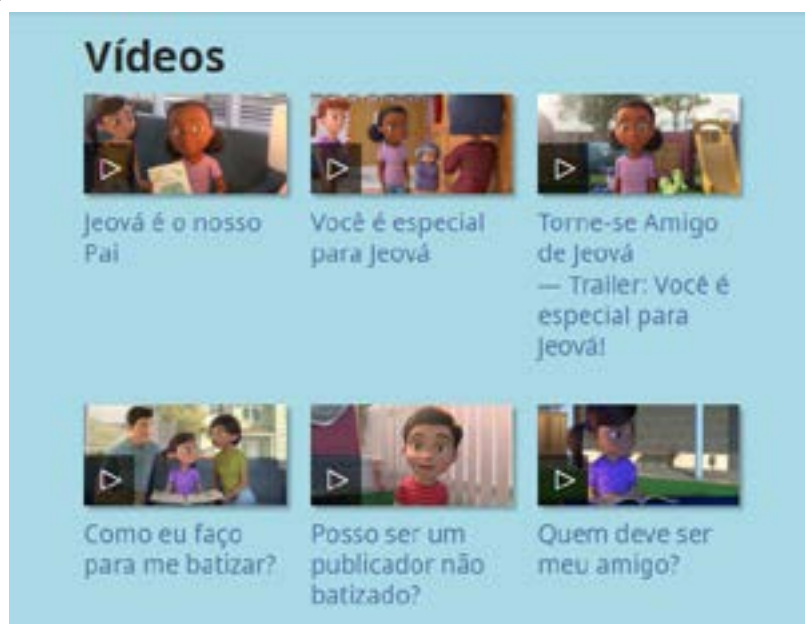 Vídeos
Jeová é o nosso
Pai
Você é especial
para Jeová
Torne-se Amigo
de Jeová
— Trailer: Você é
especial para
Jeová!
Como eu faço
para me batizar?
Posso ser um
publicador não
batizado?
Quem deve ser
meu amigo?